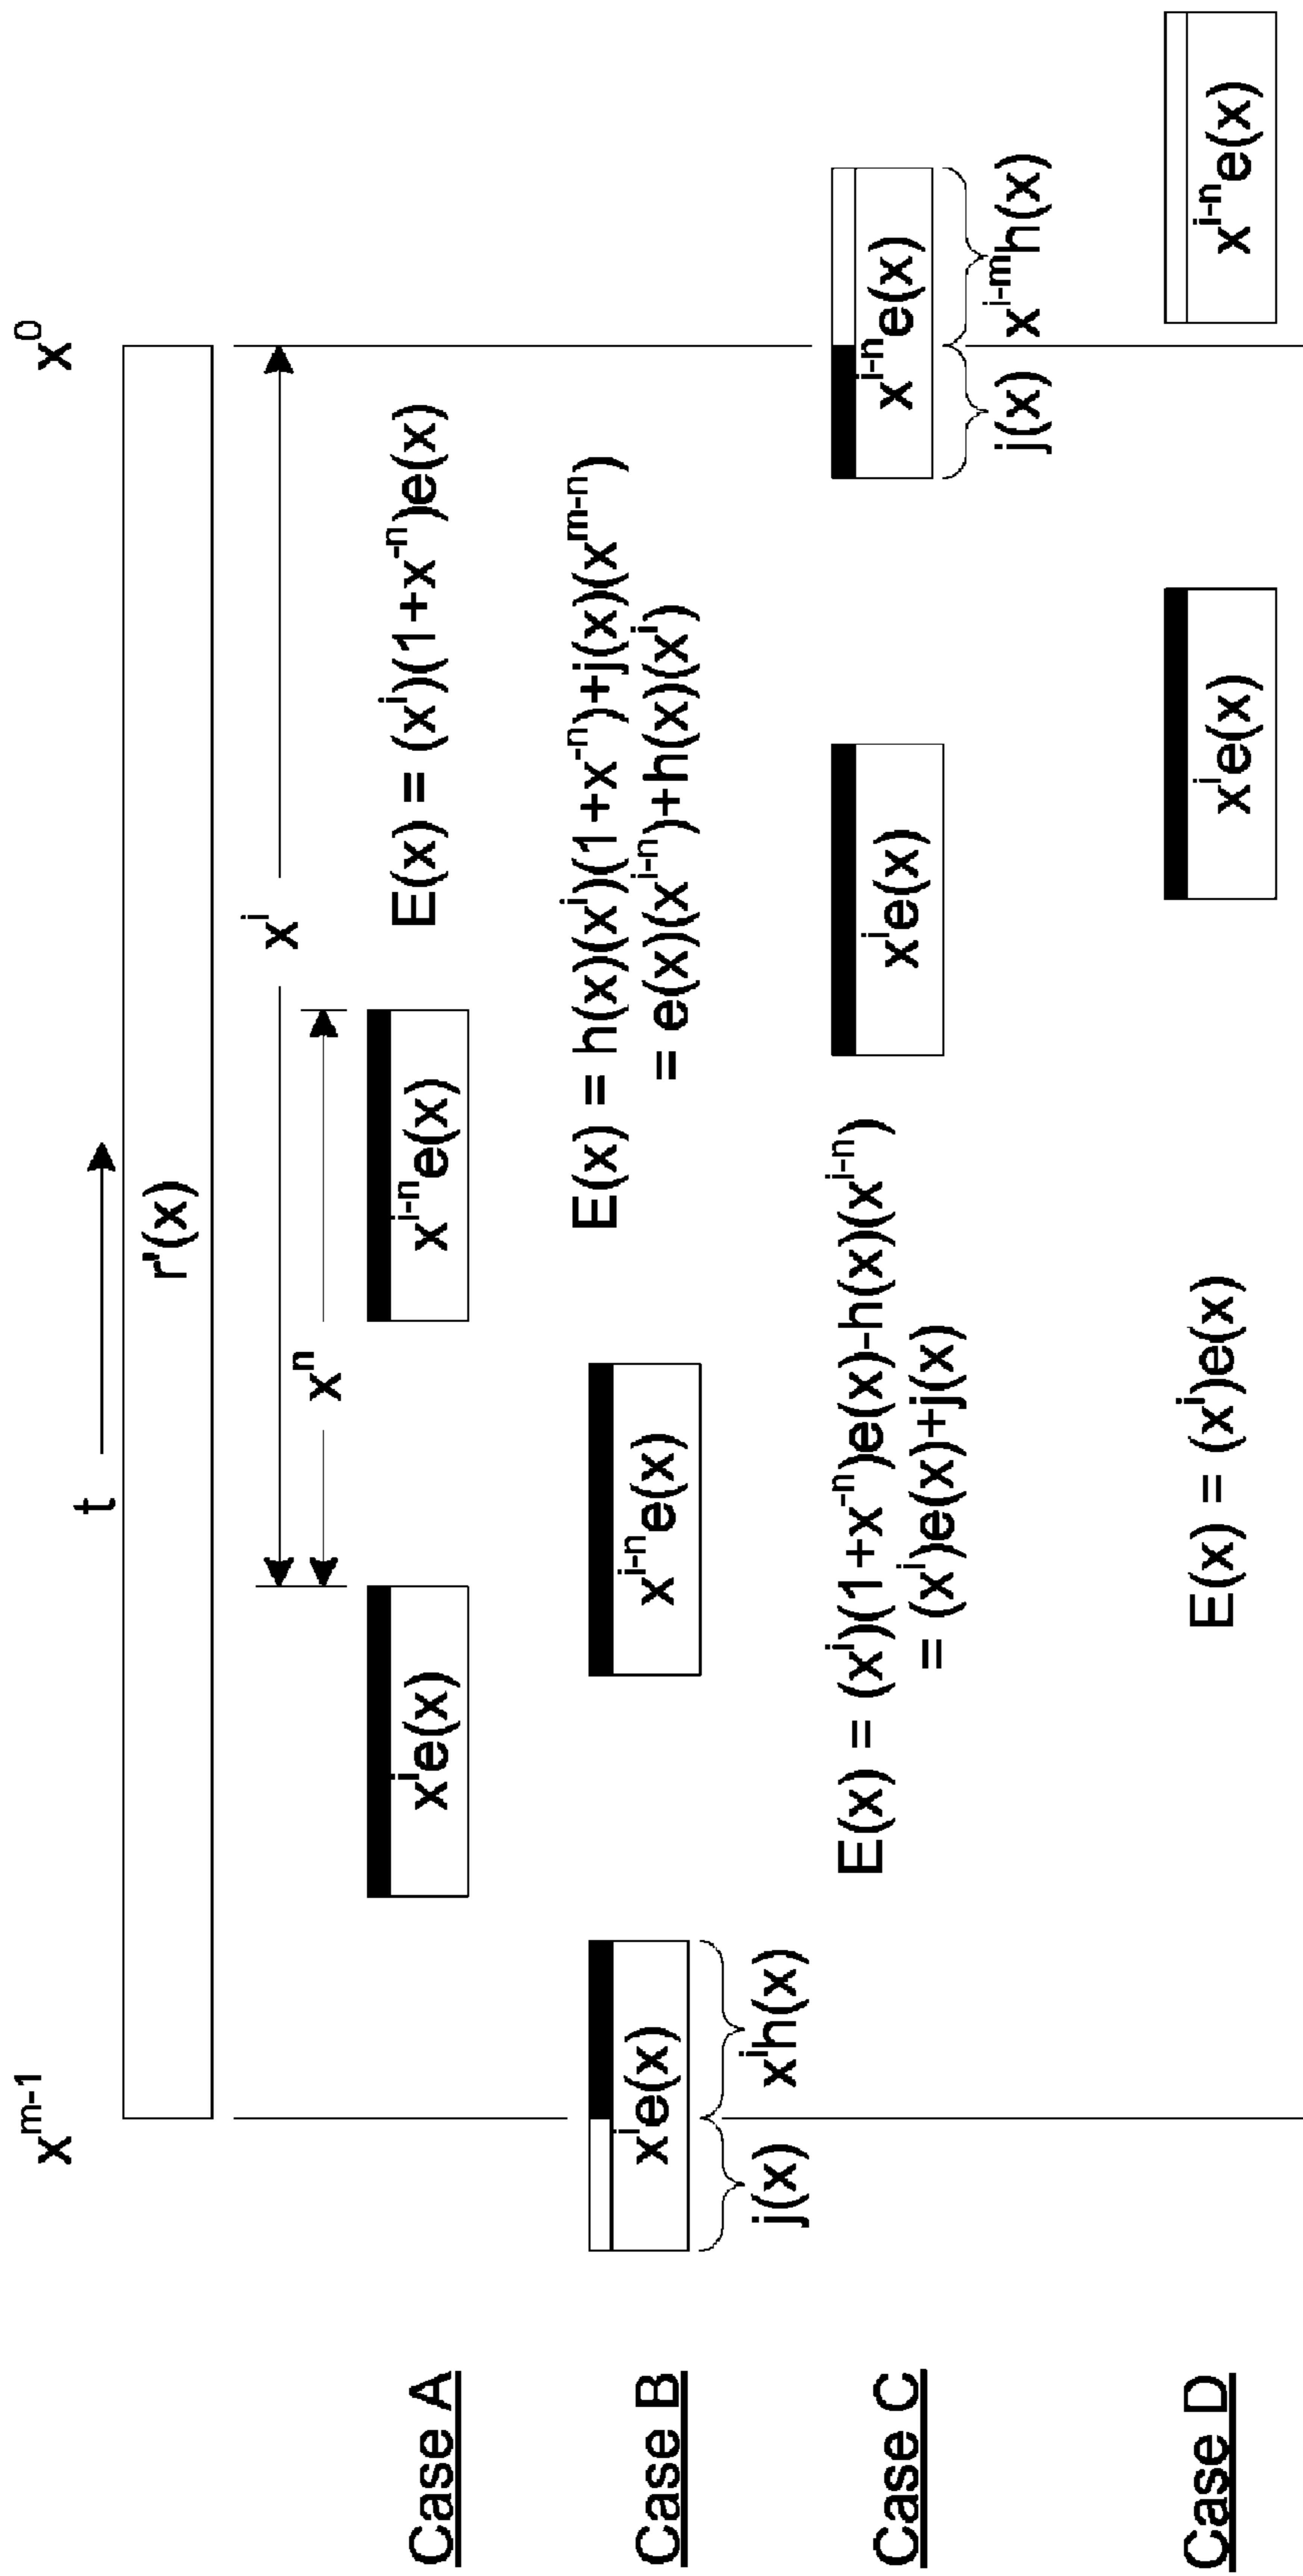 x^{m-1}
x^0
t
r'(x)
x^i
x^n
Case A
x^ie(x)
x^{i-n}e(x)
E(x) = (x^i)(1+x^{-n})e(x)
Case B
x^ie(x)
j(x)
x^ih(x)
x^{i-n}e(x)
E(x) = h(x)(x^i)(1+x^{-n})+j(x)(x^{m-n})
= e(x)(x^{i-n})+h(x)(x^i)
Case C
E(x) = (x^i)(1+x^{-n})e(x)-h(x)(x^{i-n})
= (x^i)e(x)+j(x)
x^ie(x)
x^{i-n}e(x)
j(x)
x^{i-m}h(x)
Case D
E(x) = (x^i)e(x)
x^ie(x)
x^{i-n}e(x)